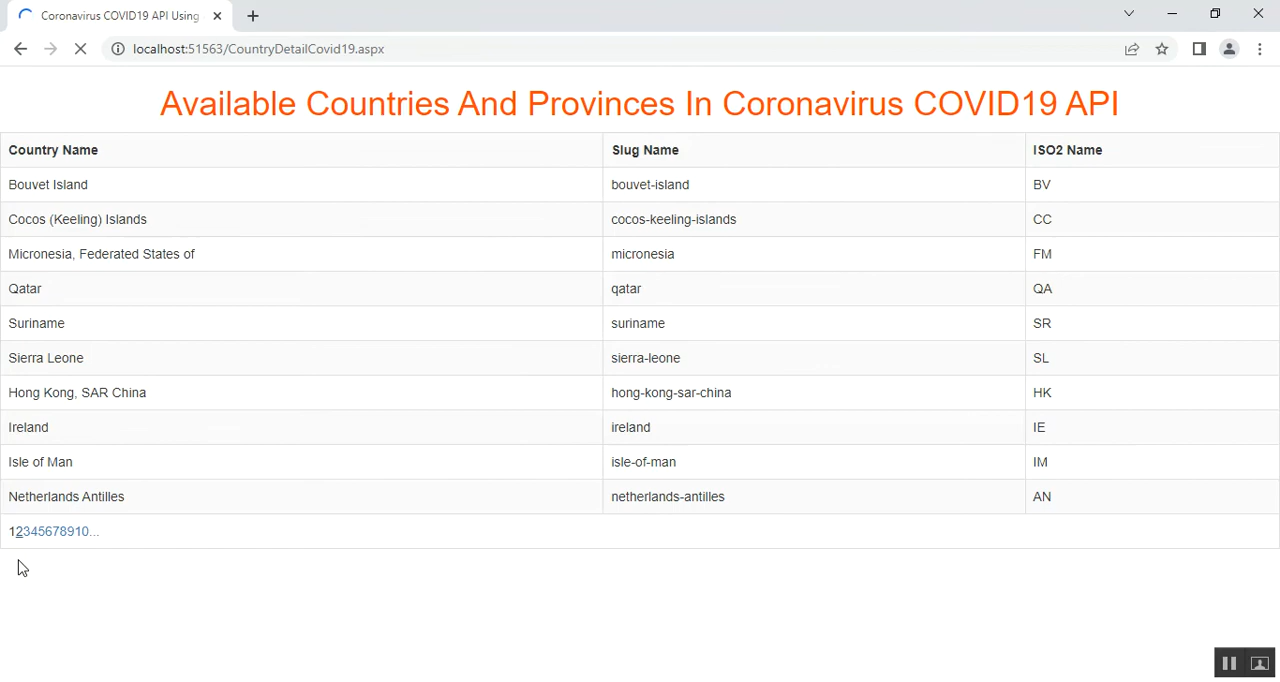 Coronavirus COVID19 API Using
localhost:51563/CountryDetailCovid19.aspx
Available Countries And Provinces In Coronavirus COVID19 API
Country Name Slug Name ISO2 Name
Bouvet Island bouvet-island BV
Cocos (Keeling) Islands cocos-keeling-islands CC
Micronesia, Federated States of micronesia FM
Qatar qatar QA
Suriname suriname SR
Sierra Leone sierra-leone SL
Hong Kong, SAR China hong-kong-sar-china HK
Ireland ireland IE
Isle of Man isle-of-man IM
Netherlands Antilles netherlands-antilles AN
12345678910...